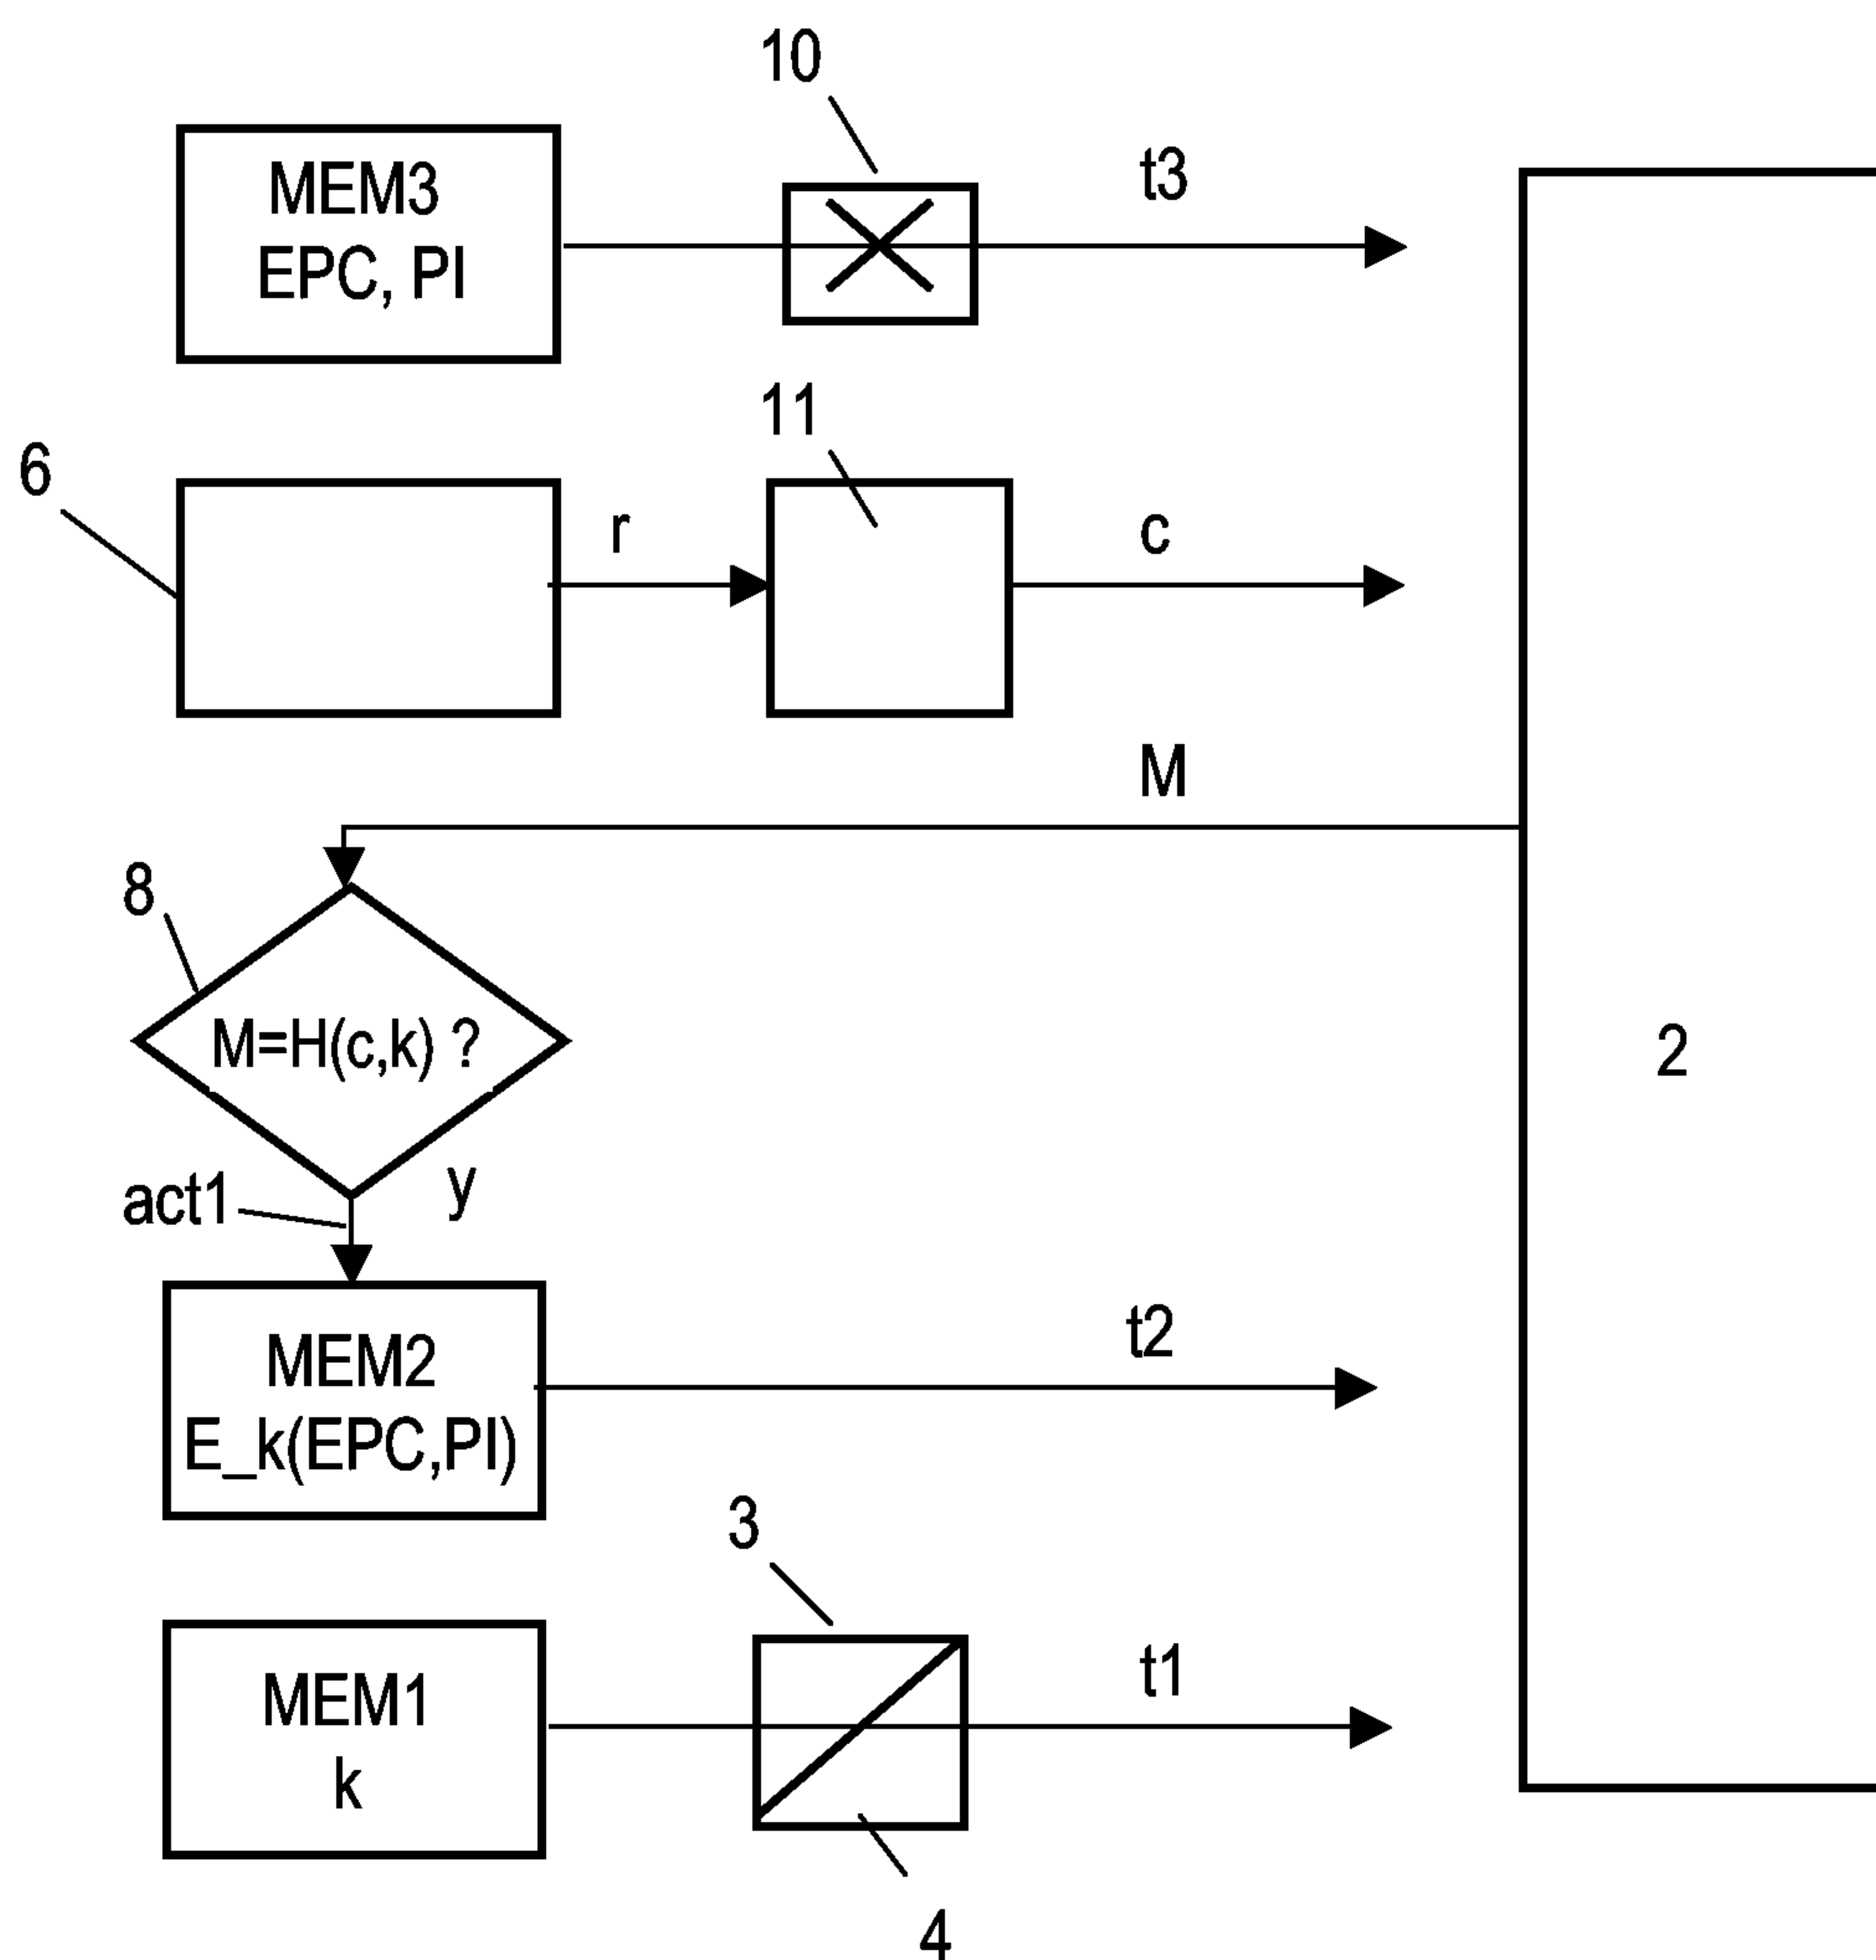 10
MEM3
EPC, PI
t3
11
6
r
c
M
8
M=H(c,k) ?
2
act1
y
MEM2
E_k(EPC,PI)
t2
3
MEM1
k
t1
4